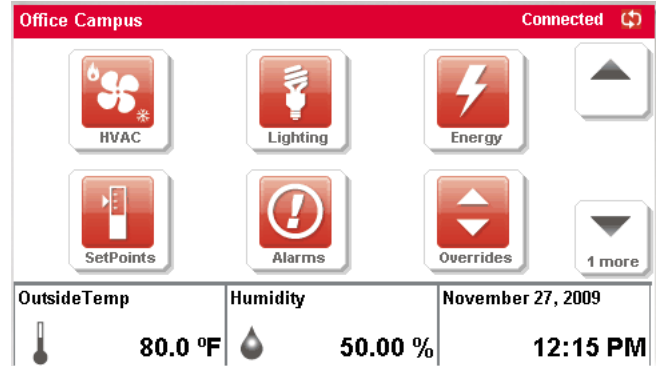 Office Campus Connected
HVAC Lighting Energy
SetPoints Alarms Overrides 1 more
OutsideTemp Humidity November 27, 2009
80.0 ºF 50.00 % 12:15 PM